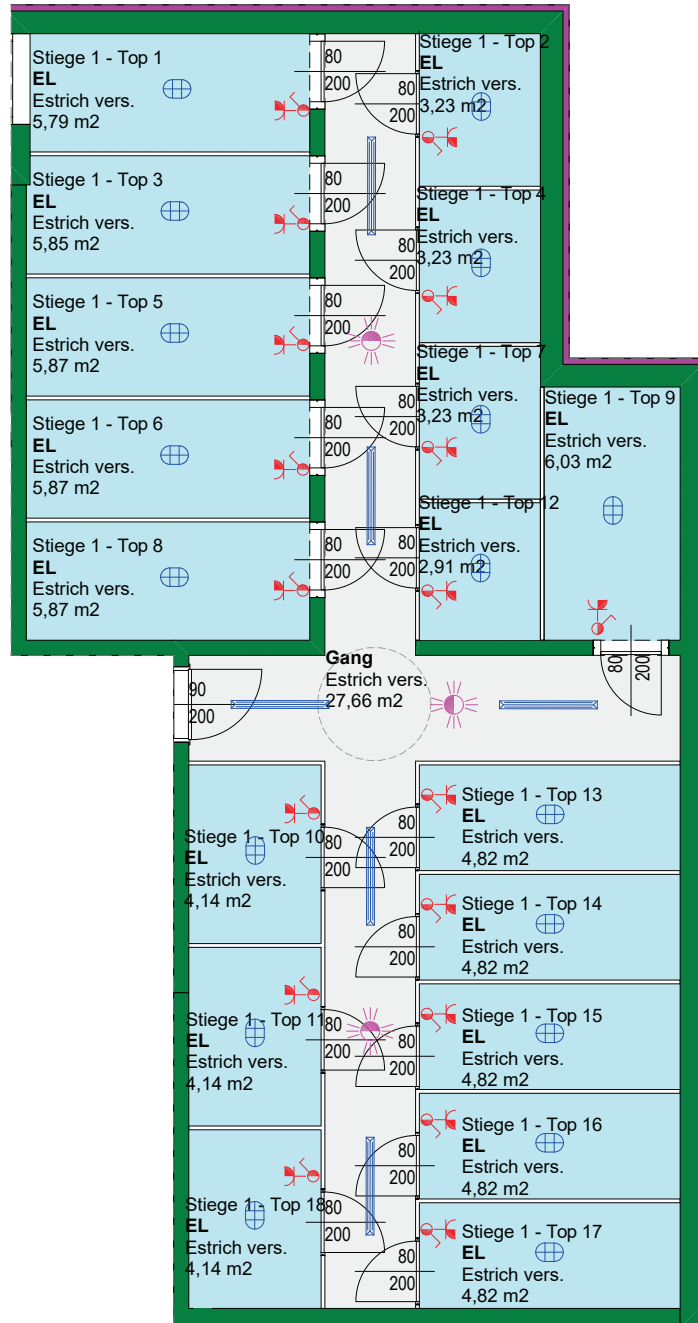 Stiege 1 - Top 1
EL
Estrich vers.
5,79 m2
80
200
Stiege 1 - Top 2
EL
Estrich vers.
3,23 m2
80
200
Stiege 1 - Top 3
EL
Estrich vers.
5,85 m2
80
200
Stiege 1 - Top 4
EL
Estrich vers.
3,23 m2
80
200
Stiege 1 - Top 5
EL
Estrich vers.
5,87 m2
80
200
Stiege 1 - Top 7
EL
Estrich vers.
3,23 m2
80
200
Stiege 1 - Top 6
EL
Estrich vers.
5,87 m2
80
200
Stiege 1 - Top 9
EL
Estrich vers.
6,03 m2
80
200
Stiege 1 - Top 8
EL
Estrich vers.
5,87 m2
80
200
Stiege 1 - Top 12
EL
Estrich vers.
2,91 m2
80
200
Gang
Estrich vers.
27,66 m2
90
200
Stiege 1 - Top 10
EL
Estrich vers.
4,14 m2
80
200
Stiege 1 - Top 13
EL
Estrich vers.
4,82 m2
80
200
Stiege 1 - Top 14
EL
Estrich vers.
4,82 m2
80
200
Stiege 1 - Top 11
EL
Estrich vers.
4,14 m2
80
200
Stiege 1 - Top 15
EL
Estrich vers.
4,82 m2
80
200
Stiege 1 - Top 16
EL
Estrich vers.
4,82 m2
80
200
Stiege 1 - Top 18
EL
Estrich vers.
4,14 m2
80
200
Stiege 1 - Top 17
EL
Estrich vers.
4,82 m2
80
200